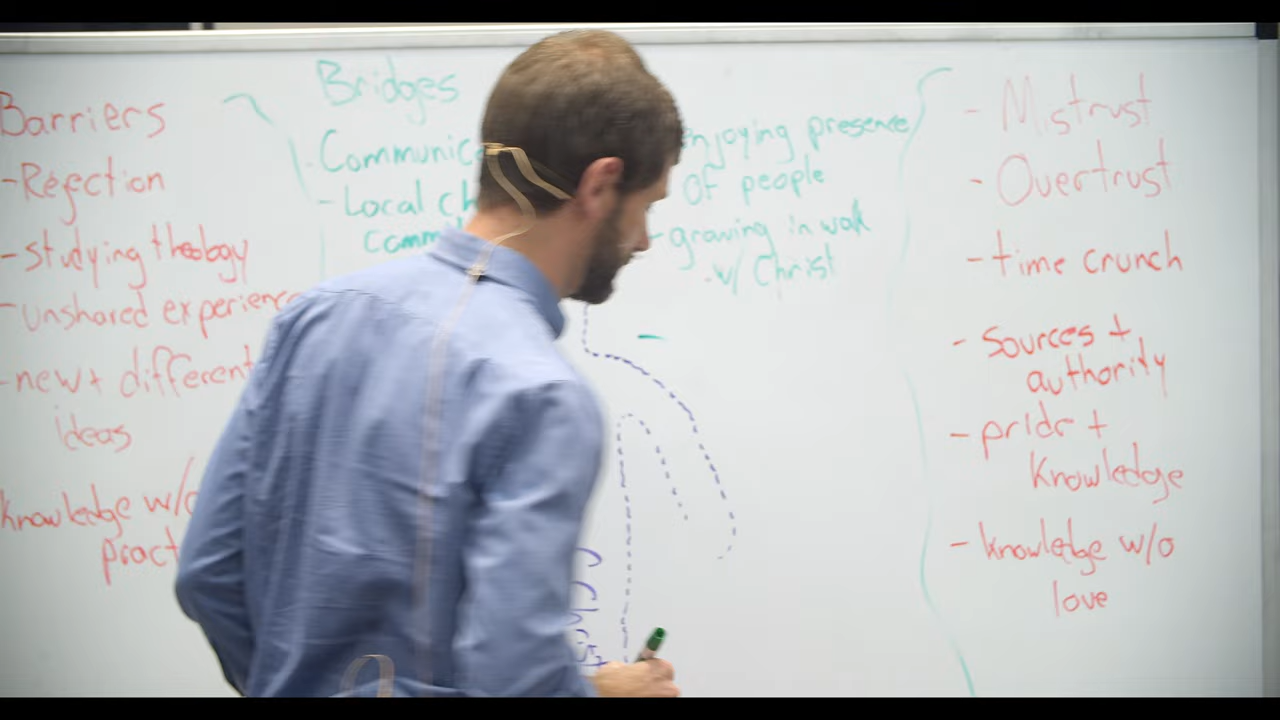 Barriers
-Rejection
-studying theology
-unshared experience
-new + different
ideas
knowledge w/o
pract
Bridges
-Communic
-Local ch
comm
enjoying presence
of people
-growing in walk
w/ Christ
Christ
- Mistrust
- Overtrust
- time crunch
- Sources +
authority
- pride +
Knowledge
- knowledge w/o
love